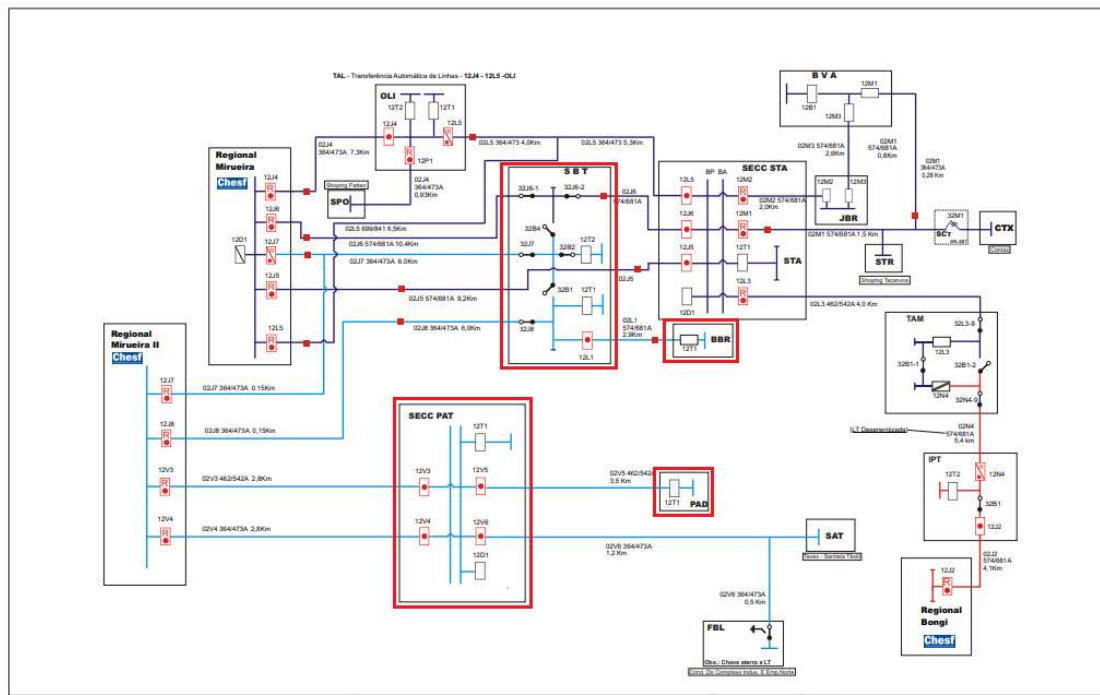 TAL - Transferência Automática de Linhas - 12J4 - 12L5 -OLI
OLI
12T2
12T1
12J4
12L5
12P1
02J4
364/473A 7,3Km
02J4
364/473A
0,93Km
02L5 364/473 4,0Km
02L5 364/473 5,3Km
Regional
Mirueira
Chesf
12J4
12J6
12J7
12J5
12L5
12D1
SPO
02L5 699/841 6,5Km
02J6 574/681A 10,4Km
02J7 364/473A 6.0Km
02J5 574/681A 9,2Km
02J8 364/473A 6,0Km
S B T
32J6-1
32J6-2
32B4
32J7
32B2
12T2
32B1
12T1
32J8
12L1
02J6
574/681A
02J5
02L1
574/681A
2,9Km
12T1
BBR
SECC STA
BP
BA
12L5
12M2
12J6
12M1
12J5
12T1
STA
12L3
12D1
02M2 574/681A
2,0Km
02M1 574/681A 1,5 Km
02L3 462/542A 4,0 Km
B V A
12M1
12B1
12M3
02M3 574/681A
2,6Km
02M1
574/681A
0,8Km
02M1
364/473A
0,28 Km
12M2
12M3
JBR
32M1
SCT
CTX
STR
Shoping Tacaruna
TAM
32L3-9
12L3
32B1-1
32B1-2
12N4
32N4-9
02N4
574/681A
5,4 km
(LT Desenergizada)
IPT
12T2
12N4
32B1
12J2
02J2
574/681A
4,1Km
12J2
Regional
Bongi
Chesf
Regional
Mirueira II
Chesf
12J7
12J8
12V3
12V4
02J7 364/473A 0.15Km
02J8 364/473A 0,15Km
02V3 462/542A 2,8Km
02V4 364/473A 2,8Km
SECC PAT
12T1
12V3
12V5
12V4
12V6
12D1
02V5 462/542A
3,5 Km
12T1
PAD
02V6 364/473A
1,2 Km
SAT
02V6 364/473A
0,5 Km
FBL
Obs.: Chave aterra a LT